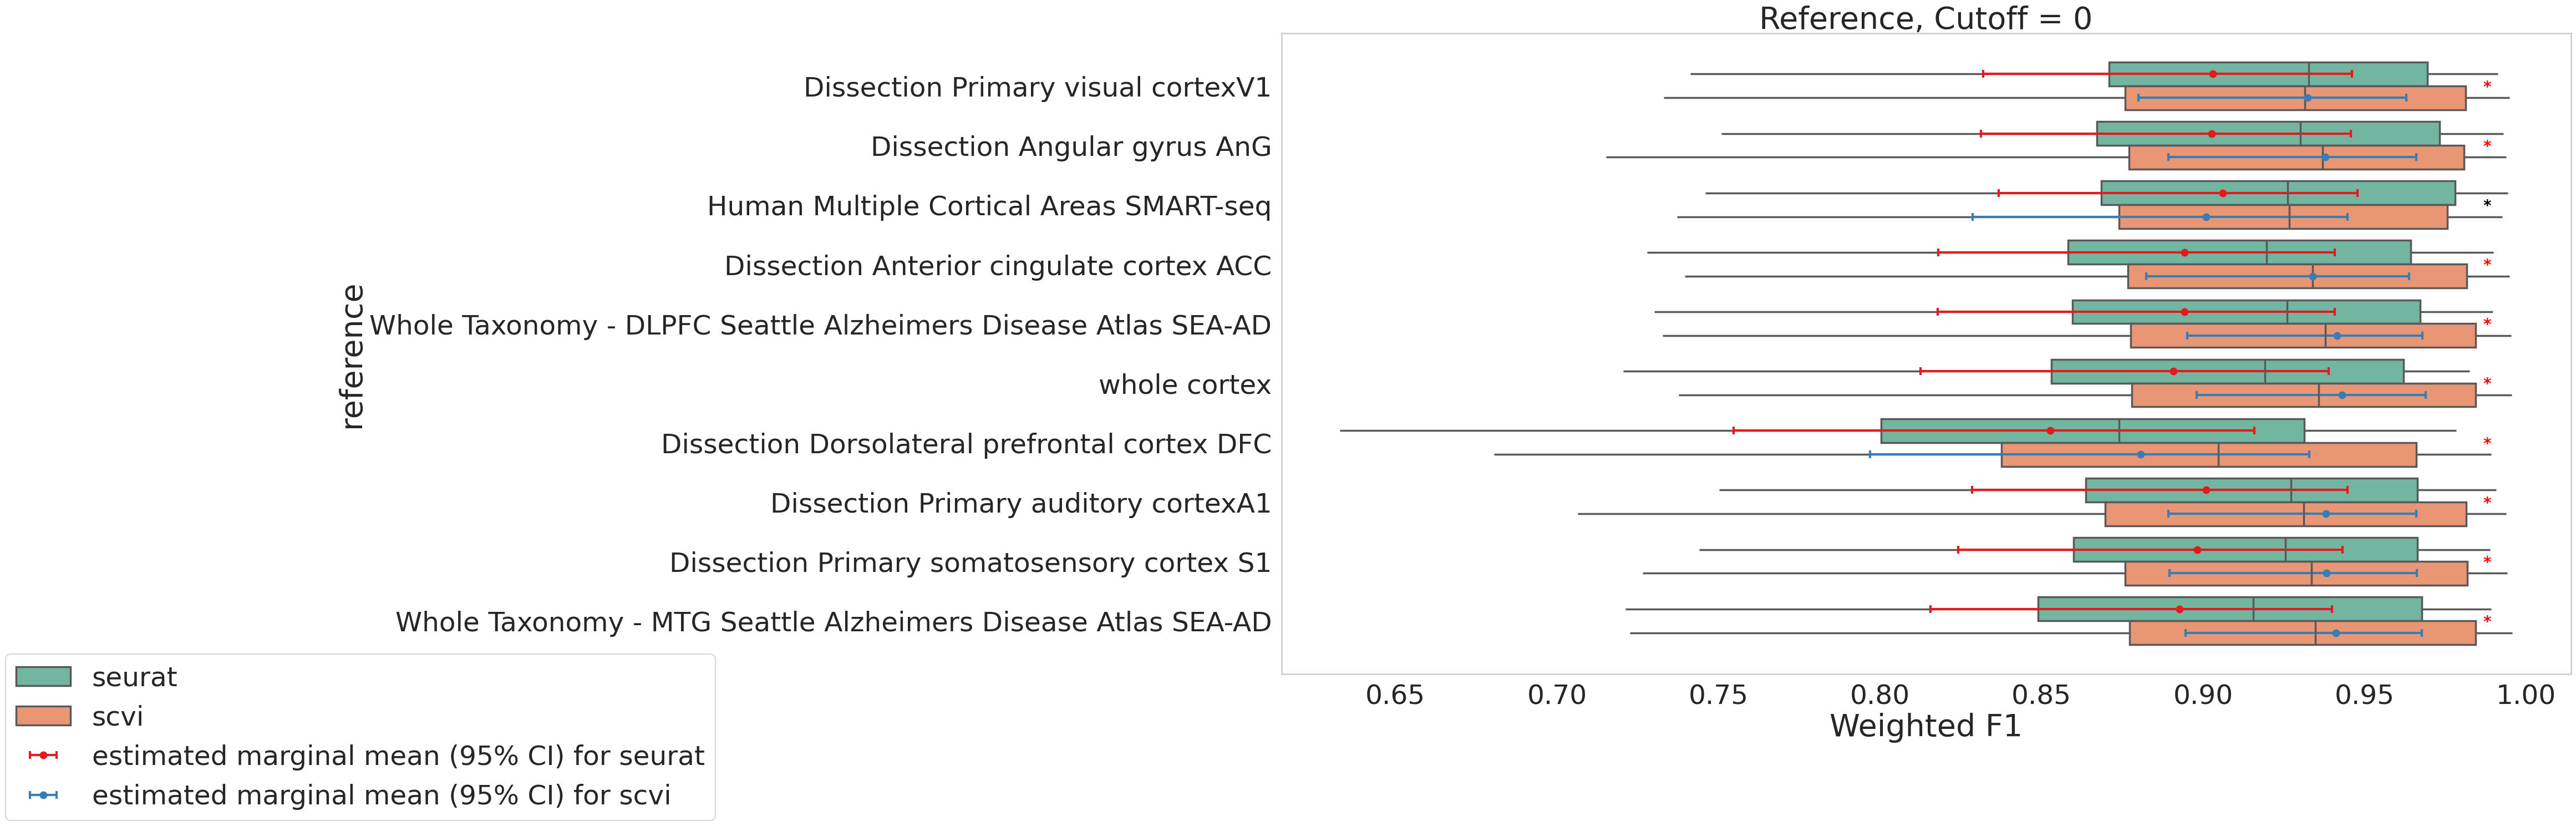 Reference, Cutoff = 0
Dissection Primary visual cortexV1
*
Dissection Angular gyrus AnG
*
Human Multiple Cortical Areas SMART-seq
*
Dissection Anterior cingulate cortex ACC
*
reference
Whole Taxonomy - DLPFC Seattle Alzheimers Disease Atlas SEA-AD
*
whole cortex
*
Dissection Dorsolateral prefrontal cortex DFC
*
Dissection Primary auditory cortexA1
*
Dissection Primary somatosensory cortex S1
*
Whole Taxonomy - MTG Seattle Alzheimers Disease Atlas SEA-AD
*
0.65 0.70 0.75 0.80 0.85 0.90 0.95 1.00
Weighted F1
seurat
scvi
estimated marginal mean (95% CI) for seurat
estimated marginal mean (95% CI) for scvi